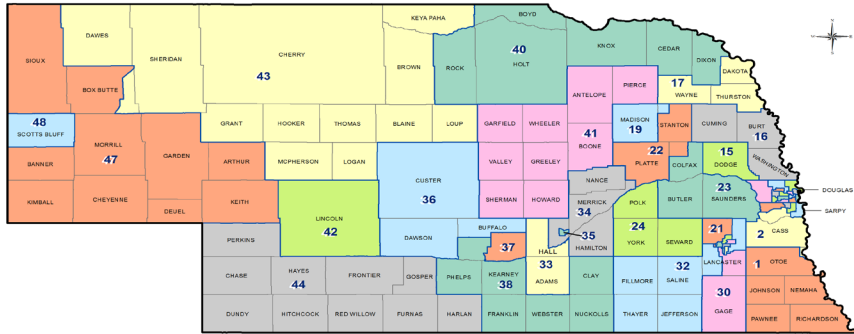 BOYD
KEYA PAHA
DAWES
SIOUX
SHERIDAN
CHERRY
43
BROWN
ROCK
40
HOLT
KNOX
CEDAR
DIXON
DAKOTA
BOX BUTTE
ANTELOPE
PIERCE
17
WAYNE
THURSTON
48
SCOTTS BLUFF
GRANT
HOOKER
THOMAS
BLAINE
LOUP
GARFIELD
WHEELER
41
BOONE
MADISON
19
STANTON
CUMING
BURT
16
MORRILL
47
GARDEN
BANNER
ARTHUR
MCPHERSON
LOGAN
CUSTER
36
VALLEY
GREELEY
22
PLATTE
COLFAX
15
DODGE
WASHINGTON
NANCE
KIMBALL
CHEYENNE
DEUEL
KEITH
LINCOLN
42
SHERMAN
HOWARD
MERRICK
34
POLK
BUTLER
23
SAUNDERS
DOUGLAS
SARPY
PERKINS
DAWSON
BUFFALO
37
HALL
35
HAMILTON
24
YORK
SEWARD
21
LANCASTER
2
CASS
CHASE
HAYES
44
FRONTIER
GOSPER
PHELPS
KEARNEY
38
33
ADAMS
CLAY
FILLMORE
32
SALINE
1
OTOE
30
GAGE
JOHNSON
NEMAHA
DUNDY
HITCHCOCK
RED WILLOW
FURNAS
HARLAN
FRANKLIN
WEBSTER
NUCKOLLS
THAYER
JEFFERSON
PAWNEE
RICHARDSON